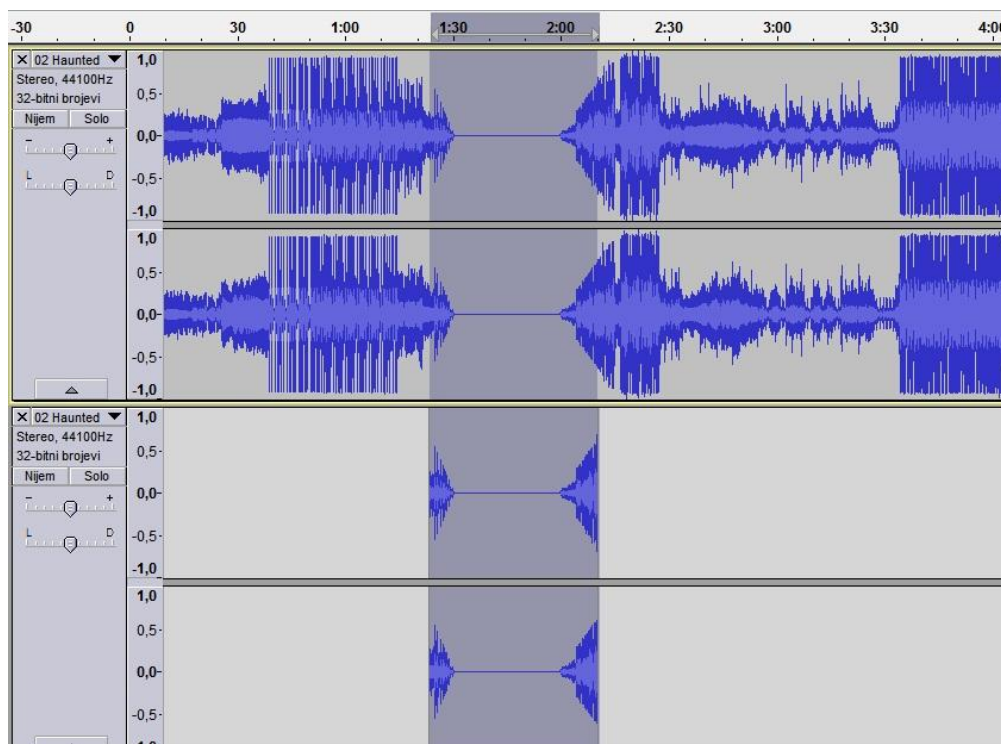 -30 0 30 1:00 1:30 2:00 2:30 3:00 3:30 4:00
X 02 Haunted
Stereo, 44100Hz
32-bitni brojevi
Nijem Solo
- +
L D
1,0
0,5-
0,0-
-0,5-
-1,0
1,0
0,5-
0,0-
-0,5-
-1,0
X 02 Haunted
Stereo, 44100Hz
32-bitni brojevi
Nijem Solo
- +
L D
1,0
0,5-
0,0-
-0,5-
-1,0
1,0
0,5-
0,0-
-0,5-